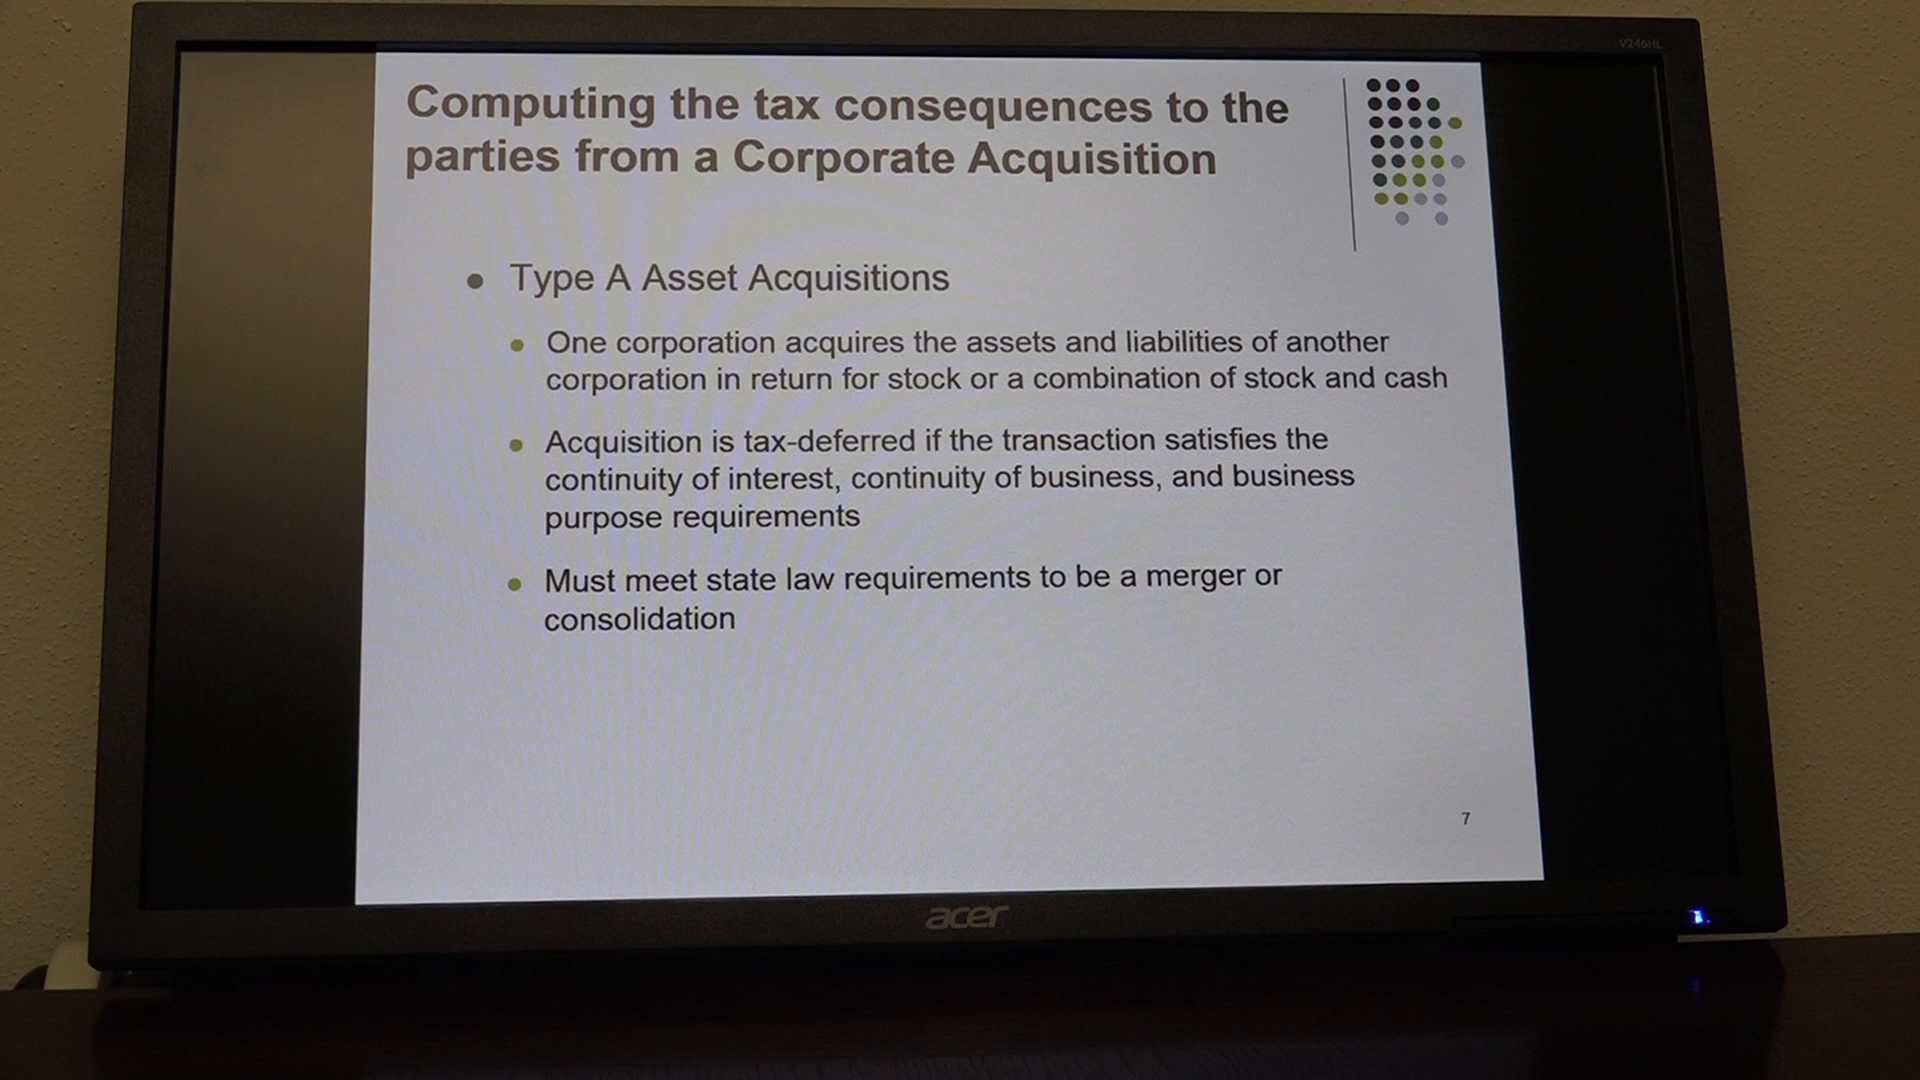 V246HL
Computing the tax consequences to the
parties from a Corporate Acquisition
Type A Asset Acquisitions
One corporation acquires the assets and liabilities of another
corporation in return for stock or a combination of stock and cash
Acquisition is tax-deferred if the transaction satisfies the
continuity of interest, continuity of business, and business
purpose requirements
Must meet state law requirements to be a merger or
consolidation
7
acer